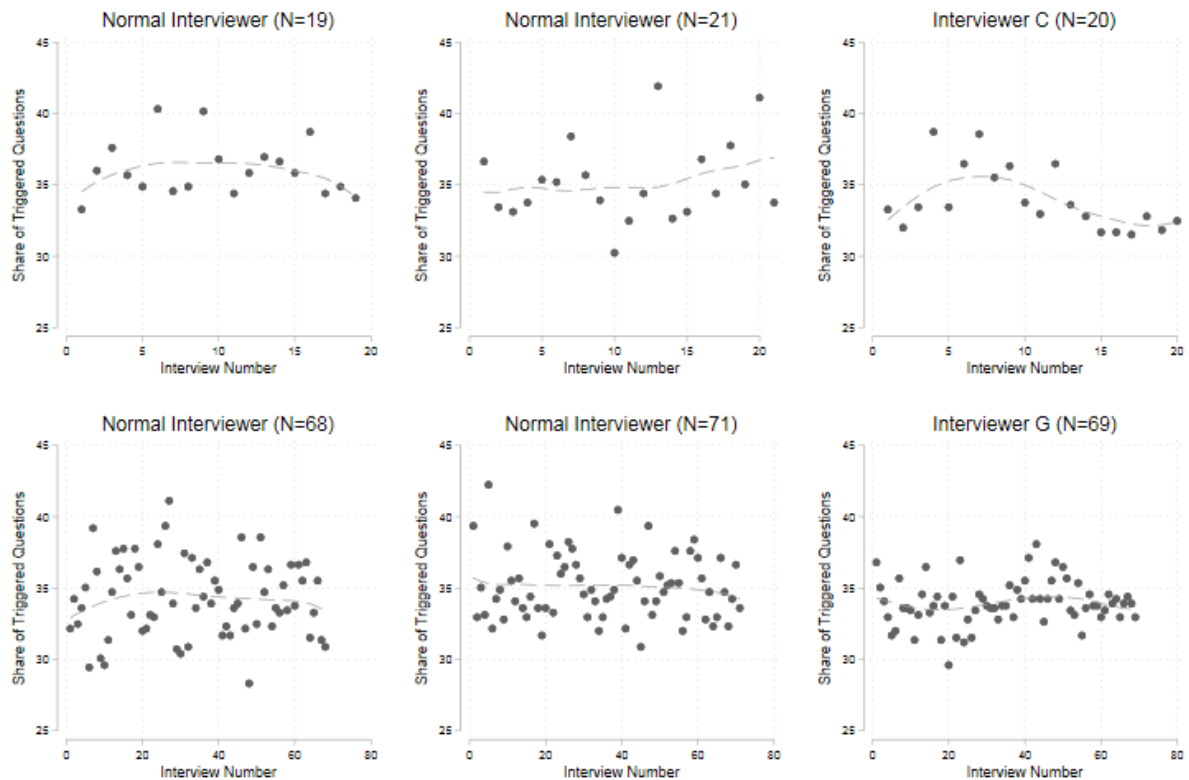 Normal Interviewer (N=19)
45
40
35
30
25
Share of Triggered Questions
0 5 10 15 20
Interview Number
Normal Interviewer (N=21)
45
40
35
30
25
Share of Triggered Questions
0 5 10 15 20
Interview Number
Interviewer C (N=20)
45
40
35
30
25
Share of Triggered Questions
0 5 10 15 20
Interview Number
Normal Interviewer (N=68)
45
40
35
30
25
Share of Triggered Questions
0 20 40 60 80
Interview Number
Normal Interviewer (N=71)
45
40
35
30
25
Share of Triggered Questions
0 20 40 60 80
Interview Number
Interviewer G (N=69)
45
40
35
30
25
Share of Triggered Questions
0 20 40 60 80
Interview Number